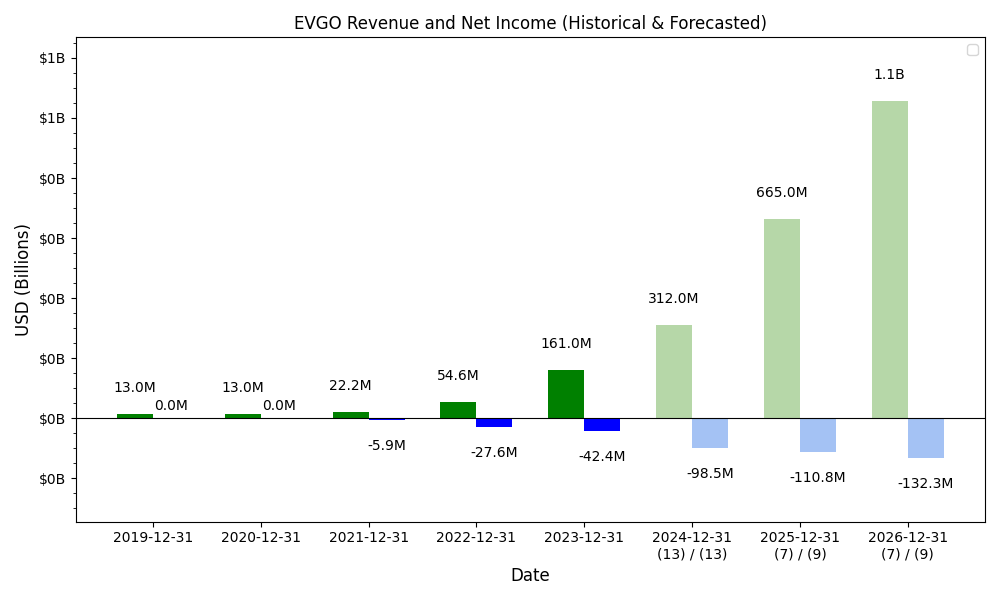 EVGO Revenue and Net Income (Historical & Forecasted)
$1B
$1B
$0B
$0B
$0B
$0B
$0B
$0B
USD (Billions)
13.0M
0.0M
13.0M
0.0M
22.2M
-5.9M
54.6M
-27.6M
161.0M
-42.4M
312.0M
-98.5M
665.0M
-110.8M
1.1B
-132.3M
2019-12-31
2020-12-31
2021-12-31
2022-12-31
2023-12-31
2024-12-31
(13) / (13)
2025-12-31
(7) / (9)
2026-12-31
(7) / (9)
Date